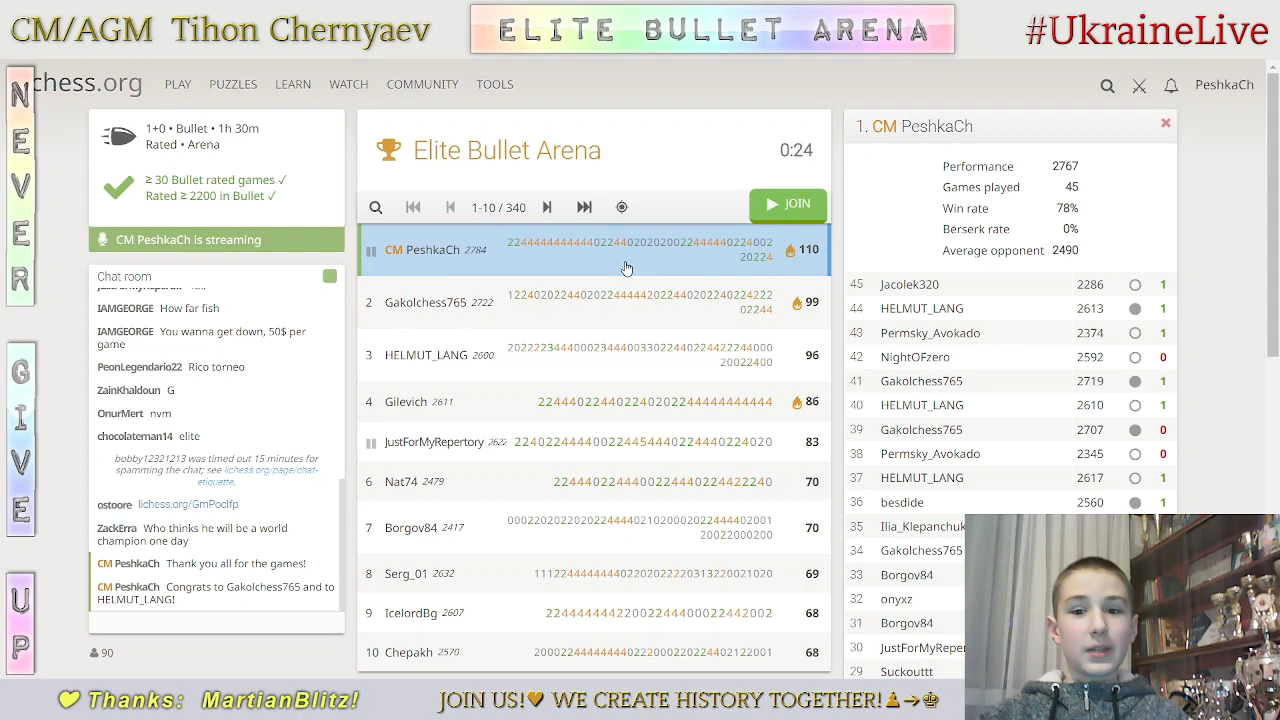 CM/AGM Tihon Chernyaev
ELITE BULLET ARENA
#UkraineLive
NEVER
GIVE
UP
chess.org
PLAY PUZZLES LEARN WATCH COMMUNITY TOOLS
PeshkaCh
1+0 • Bullet • 1h 30m
Rated • Arena
≥ 30 Bullet rated games ✓
Rated ≥ 2200 in Bullet ✓
CM PeshkaCh is streaming
Chat room
IAMGEORGE How far fish
IAMGEORGE You wanna get down, 50$ per
game
PeonLegendario22 Rico torneo
ZainKhaldoun G
OnurMert nvm
chocolateman14 elite
bobby12321213 was timed out 15 minutes for
spamming the chat; see lichess.org/page/chat-
etiquette.
ostoore lichess.org/GmPocIfp
ZackErra Who thinks he will be a world
champion one day
CM PeshkaCh Thank you all for the games!
CM PeshkaCh Congrats to Gakolchess765 and to
HELMUT_LANG!
90
Elite Bullet Arena 0:24
1-10 / 340
JOIN
CM PeshkaCh 2784 110
2 Gakolchess765 2722 99
3 HELMUT_LANG 2600 96
4 Gilevich 2611 22444402244022402022444444444 86
JustForMyRepertory 83
6 Nat74 2479 70
7 Borgov84 2417 70
8 Serg_01 2632 69
9 IcelordBg 2607 68
10 Chepakh 2570 68
1. CM PeshkaCh
Performance 2767
Games played 45
Win rate 78%
Berserk rate 0%
Average opponent 2490
45 Jacolek320 2286 1
44 HELMUT_LANG 2613 1
43 Permsky_Avokado 2374 1
42 NightOFzero 2592 0
41 Gakolchess765 2719 1
40 HELMUT_LANG 2610 1
39 Gakolchess765 2707 0
38 Permsky_Avokado 2345 0
37 HELMUT_LANG 2617 1
36 besdide 2560 1
35 Ilia_Klepanchuk
34 Gakolchess765
33 Borgov84
32 onyxz
31 Borgov84
30 JustForMyReper
29 Suckouttt
Thanks: MartianBlitz!
JOIN US! WE CREATE HISTORY TOGETHER!